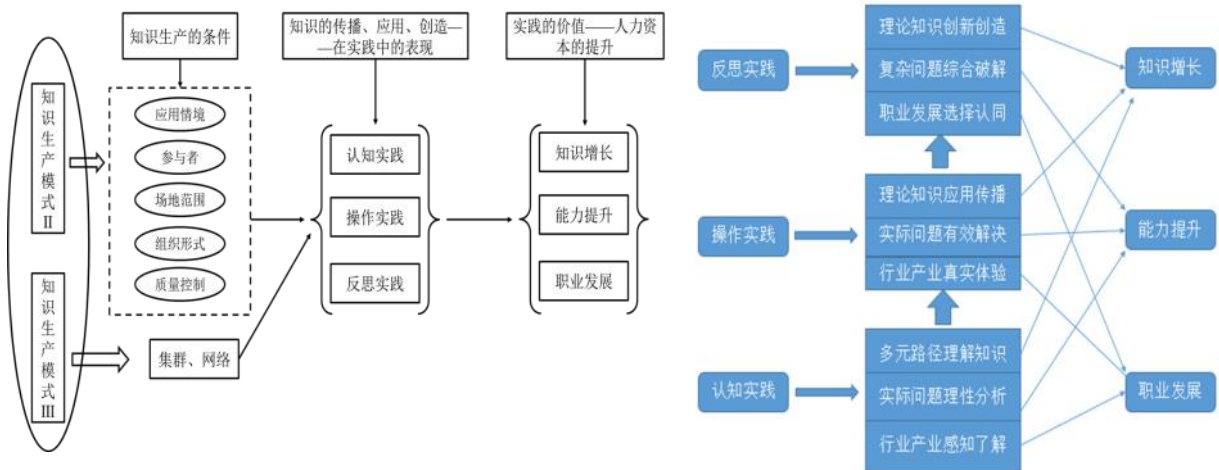 知识生产的条件
知识的传播、应用、创造—
—在实践中的表现
实践的价值——人力资
本的提升
知识生产模式Ⅱ
应用情境
参与者
场地范围
组织形式
质量控制
认知实践
操作实践
反思实践
知识增长
能力提升
职业发展
知识生产模式Ⅲ
集群、网络
反思实践
理论知识创新创造
复杂问题综合破解
职业发展选择认同
知识增长
操作实践
理论知识应用传播
实际问题有效解决
行业产业真实体验
能力提升
认知实践
多元路径理解知识
实际问题理性分析
行业产业感知了解
职业发展